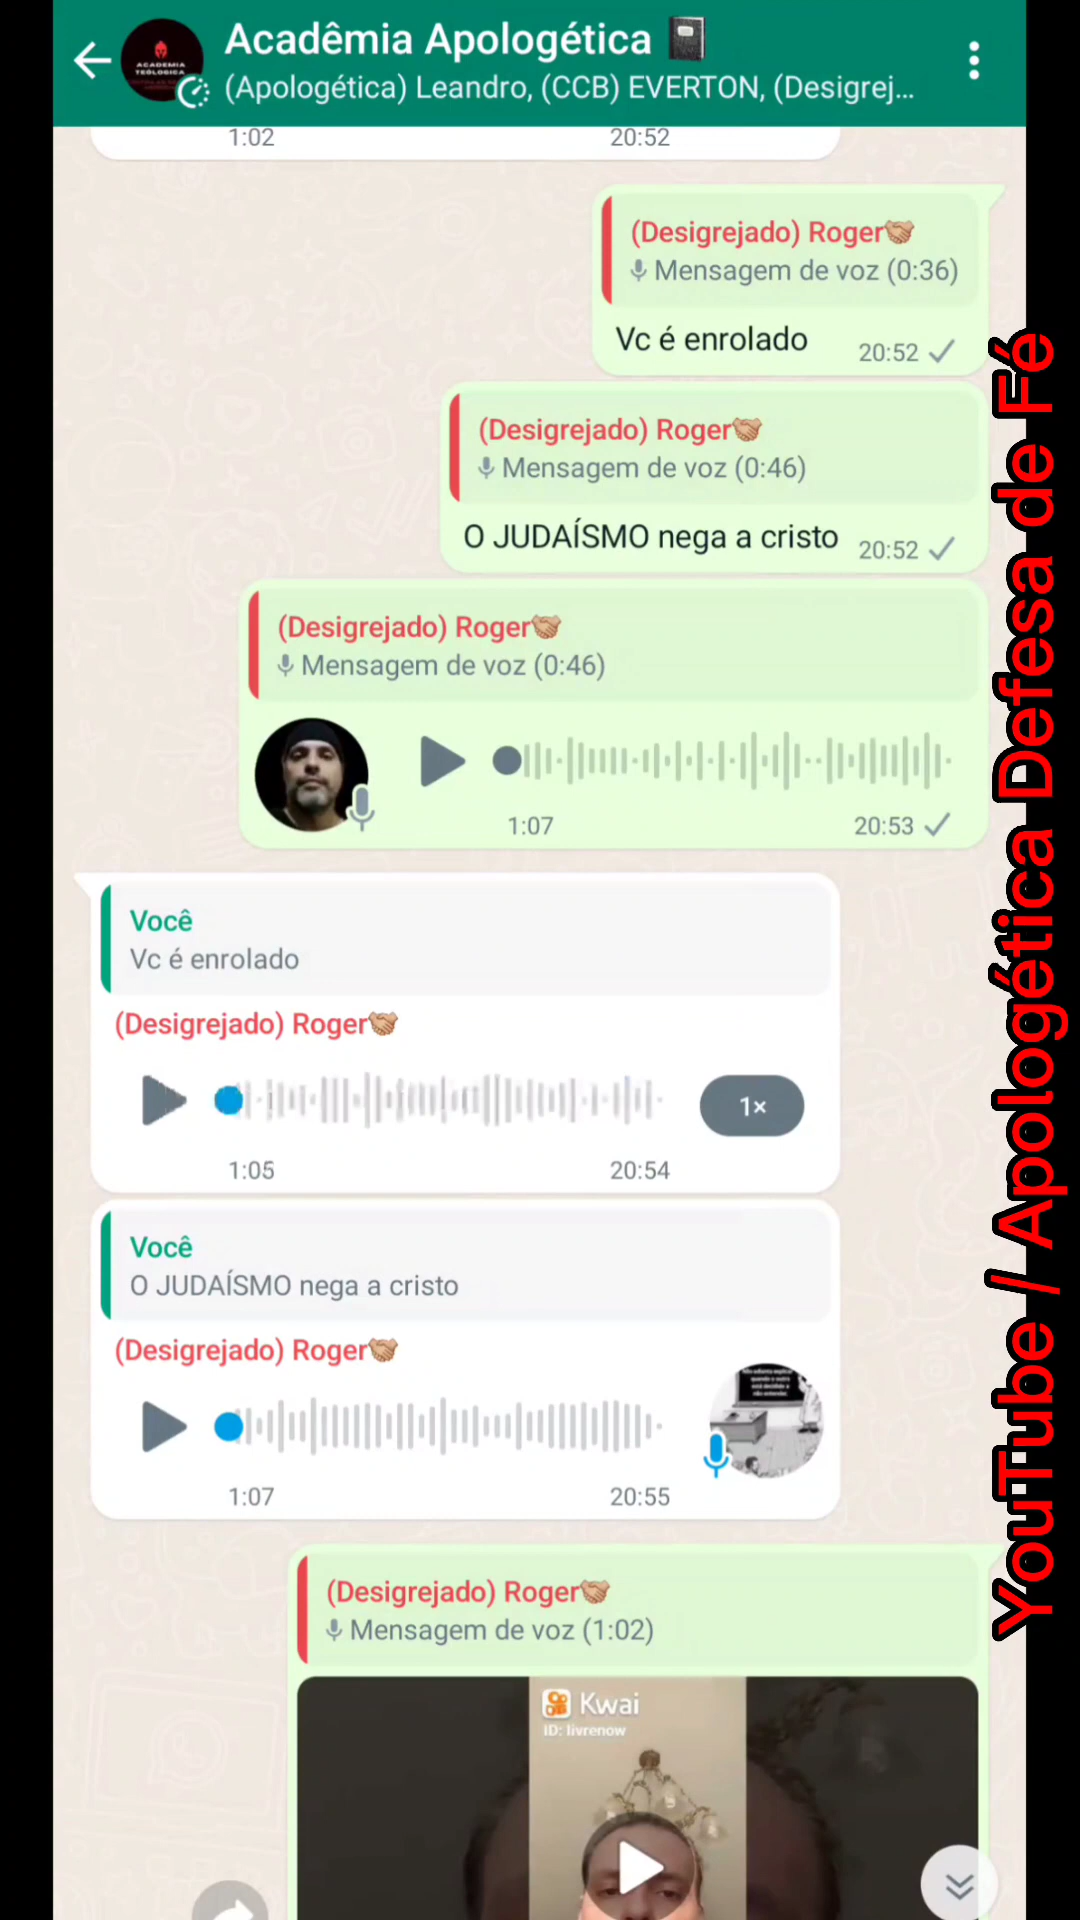 Acadêmia Apologética
(Apologética) Leandro, (CCB) EVERTON, (Desigrej...
ACADEMIA
TEOLOGICA
1:02 20:52
(Desigrejado) Roger
Mensagem de voz (0:36)
Vc é enrolado 20:52
(Desigrejado) Roger
Mensagem de voz (0:46)
O JUDAÍSMO nega a cristo 20:52
(Desigrejado) Roger
Mensagem de voz (0:46)
1:07 20:53
Você
Vc é enrolado
(Desigrejado) Roger
1×
1:05 20:54
Você
O JUDAÍSMO nega a cristo
(Desigrejado) Roger
1:07 20:55
(Desigrejado) Roger
Mensagem de voz (1:02)
Kwai
ID: livrenow
YouTube / Apologética Defesa de Fé